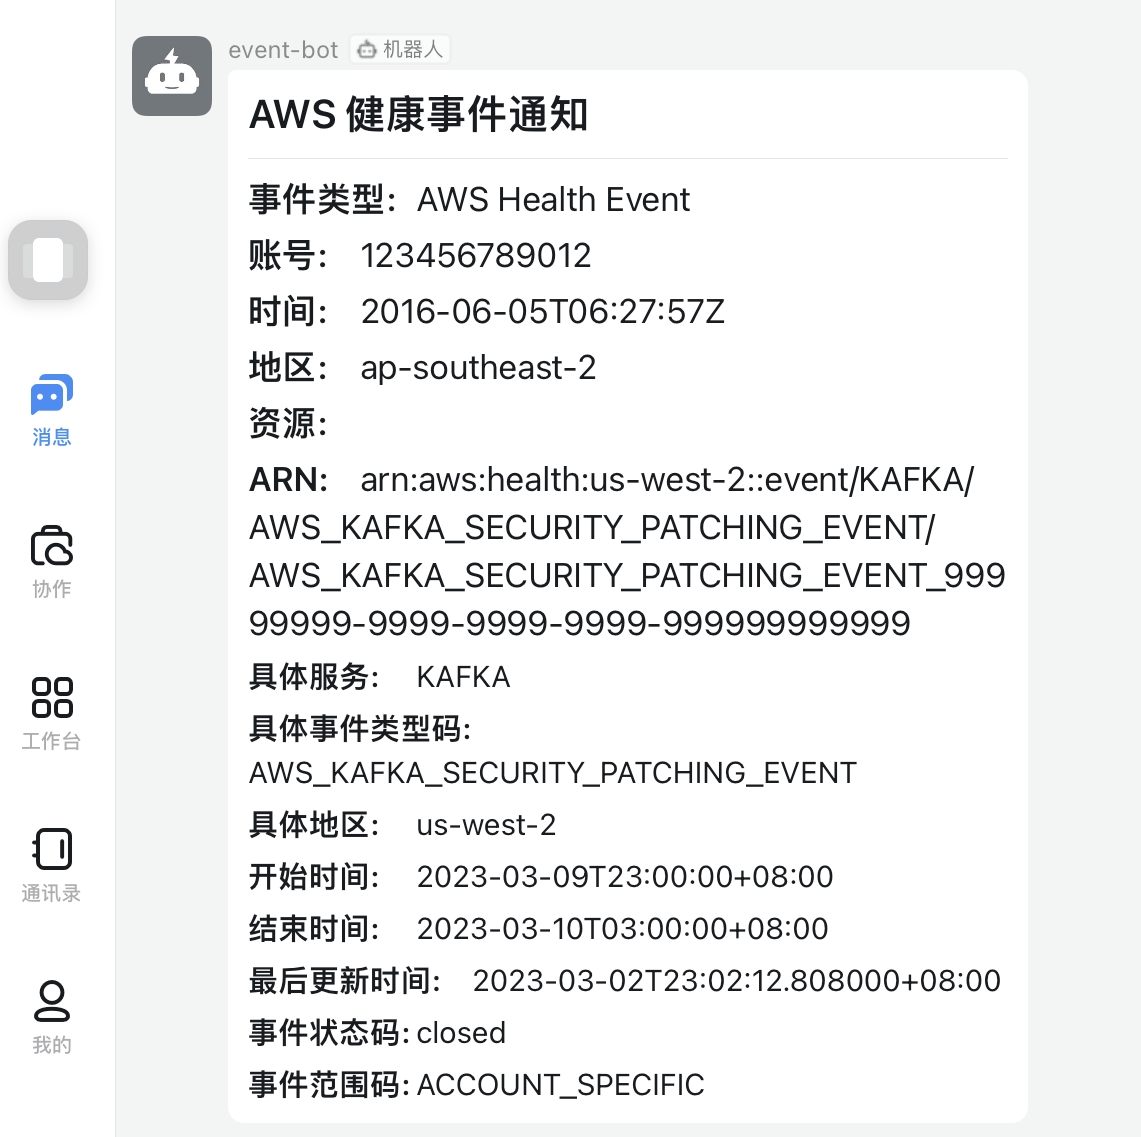 event-bot 机器人
AWS 健康事件通知
事件类型: AWS Health Event
账号: 123456789012
时间: 2016-06-05T06:27:57Z
地区: ap-southeast-2
资源:
ARN: arn:aws:health:us-west-2::event/KAFKA/
AWS_KAFKA_SECURITY_PATCHING_EVENT/
AWS_KAFKA_SECURITY_PATCHING_EVENT_999
99999-9999-9999-9999-999999999999
具体服务: KAFKA
具体事件类型码:
AWS_KAFKA_SECURITY_PATCHING_EVENT
具体地区: us-west-2
开始时间: 2023-03-09T23:00:00+08:00
结束时间: 2023-03-10T03:00:00+08:00
最后更新时间: 2023-03-02T23:02:12.808000+08:00
事件状态码: closed
事件范围码: ACCOUNT_SPECIFIC
消息
协作
工作台
通讯录
我的